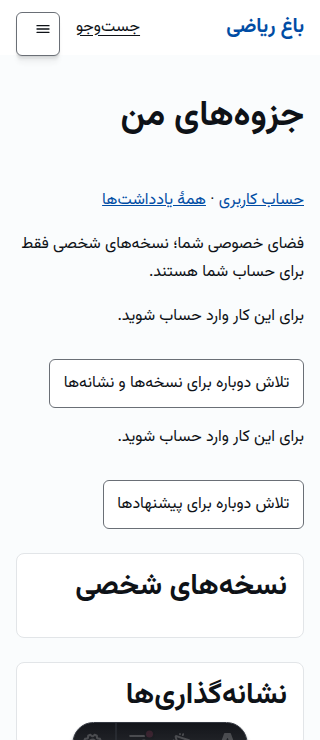 باغ ریاضی
جست‌وجو
جزوه‌های من
حساب کاربری · همهٔ یادداشت‌ها
فضای خصوصی شما؛ نسخه‌های شخصی فقط
برای حساب شما هستند.
برای این کار وارد حساب شوید.
تلاش دوباره برای نسخه‌ها و نشانه‌ها
برای این کار وارد حساب شوید.
تلاش دوباره برای پیشنهادها
نسخه‌های شخصی
نشانه‌گذاری‌ها